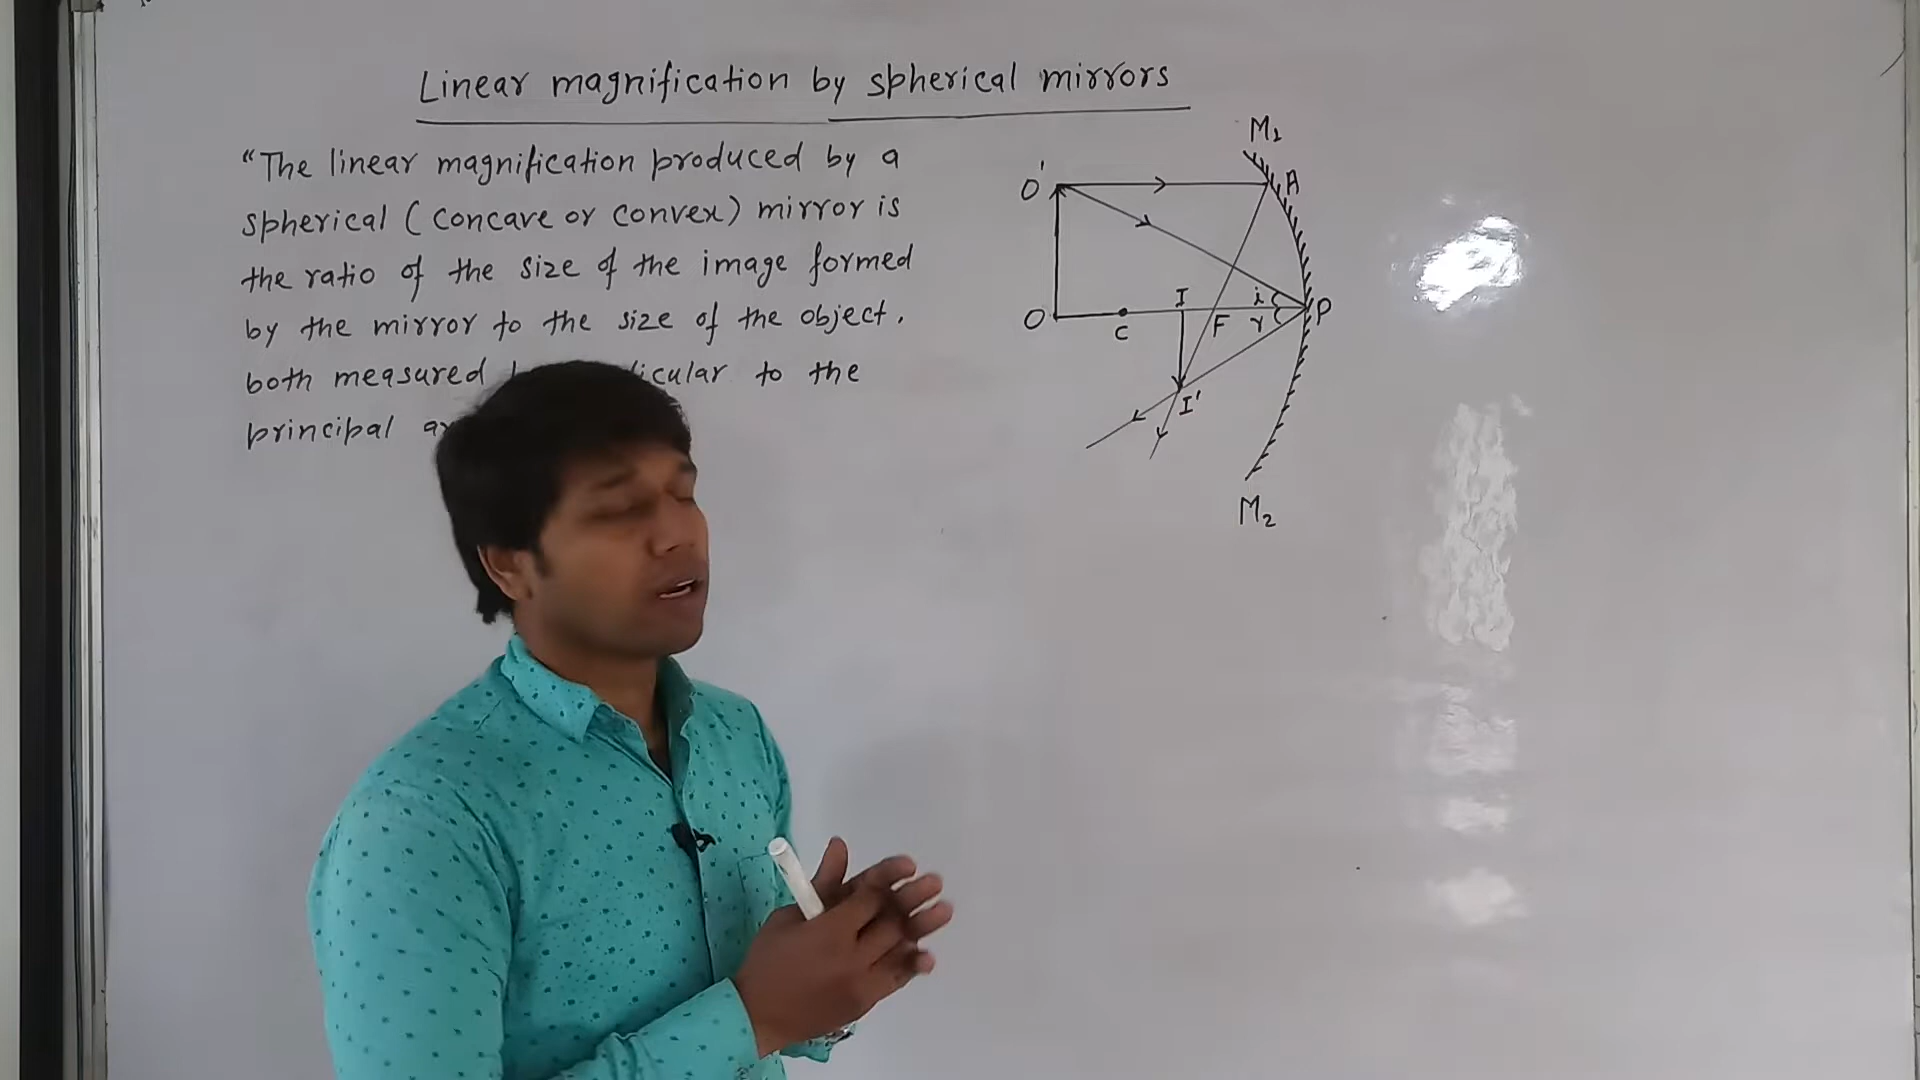 Linear magnification by spherical mirrors
"The linear magnification produced by a
spherical (concave or convex) mirror is
the ratio of the size of the image formed
by the mirror to the size of the object,
both measured to the
principal
M₁
O'
A
I
i
P
O
C
F
r
I'
M₂